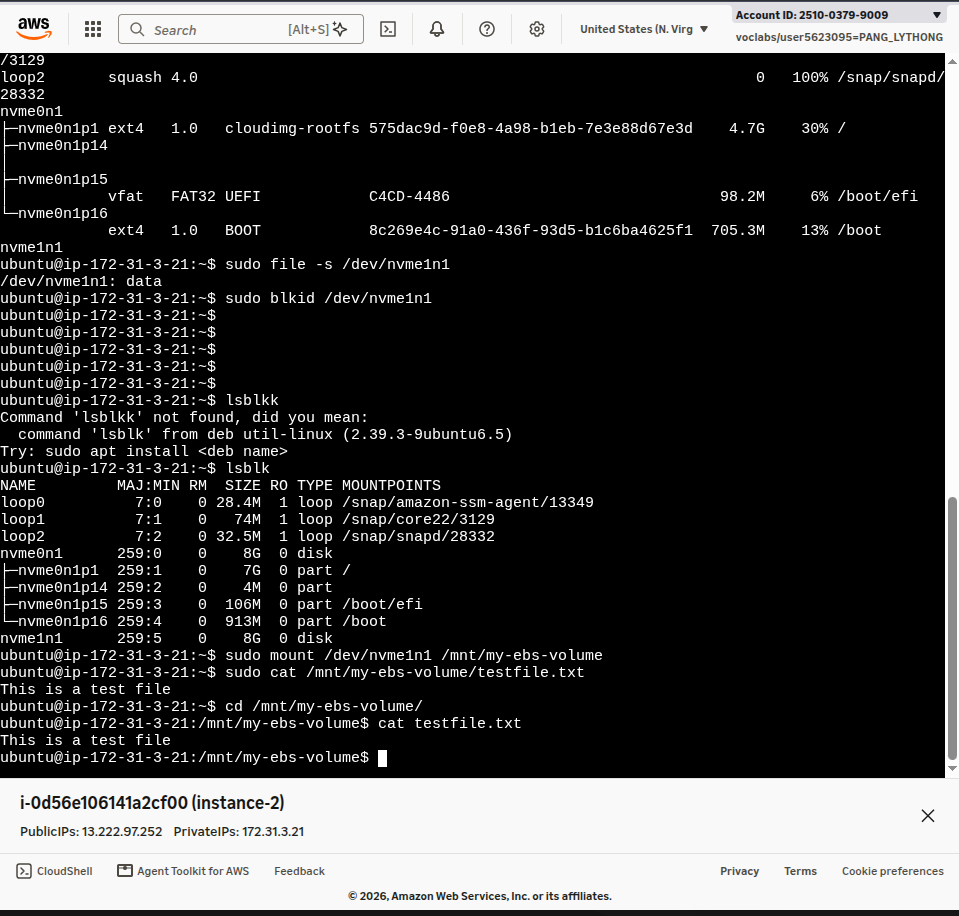 aws
Search
[Alt+S]
United States (N. Virg
Account ID: 2510-0379-9009
voclabs/user5623095=PANG_LYTHONG
/3129
loop2       squash 4.0                                                              0   100% /snap/snapd/
28332
nvme0n1
├─nvme0n1p1 ext4   1.0   cloudimg-rootfs 575dac9d-f0e8-4a98-b1eb-7e3e88d67e3d    4.7G    30% /
├─nvme0n1p14
│
├─nvme0n1p15
│           vfat   FAT32 UEFI            C4CD-4486                              98.2M     6% /boot/efi
└─nvme0n1p16
            ext4   1.0   BOOT            8c269e4c-91a0-436f-93d5-b1c6ba4625f1  705.3M    13% /boot
nvme1n1
ubuntu@ip-172-31-3-21:~$ sudo file -s /dev/nvme1n1
/dev/nvme1n1: data
ubuntu@ip-172-31-3-21:~$ sudo blkid /dev/nvme1n1
ubuntu@ip-172-31-3-21:~$
ubuntu@ip-172-31-3-21:~$
ubuntu@ip-172-31-3-21:~$
ubuntu@ip-172-31-3-21:~$
ubuntu@ip-172-31-3-21:~$
ubuntu@ip-172-31-3-21:~$ lsblkk
Command 'lsblkk' not found, did you mean:
  command 'lsblk' from deb util-linux (2.39.3-9ubuntu6.5)
Try: sudo apt install <deb name>
ubuntu@ip-172-31-3-21:~$ lsblk
NAME         MAJ:MIN RM  SIZE RO TYPE MOUNTPOINTS
loop0          7:0    0 28.4M  1 loop /snap/amazon-ssm-agent/13349
loop1          7:1    0   74M  1 loop /snap/core22/3129
loop2          7:2    0 32.5M  1 loop /snap/snapd/28332
nvme0n1      259:0    0    8G  0 disk
├─nvme0n1p1  259:1    0    7G  0 part /
├─nvme0n1p14 259:2    0    4M  0 part
├─nvme0n1p15 259:3    0  106M  0 part /boot/efi
└─nvme0n1p16 259:4    0  913M  0 part /boot
nvme1n1      259:5    0    8G  0 disk
ubuntu@ip-172-31-3-21:~$ sudo mount /dev/nvme1n1 /mnt/my-ebs-volume
ubuntu@ip-172-31-3-21:~$ sudo cat /mnt/my-ebs-volume/testfile.txt
This is a test file
ubuntu@ip-172-31-3-21:~$ cd /mnt/my-ebs-volume/
ubuntu@ip-172-31-3-21:/mnt/my-ebs-volume$ cat testfile.txt
This is a test file
ubuntu@ip-172-31-3-21:/mnt/my-ebs-volume$
i-0d56e106141a2cf00 (instance-2)
PublicIPs: 13.222.97.252   PrivateIPs: 172.31.3.21
CloudShell   Agent Toolkit for AWS   Feedback   Privacy   Terms   Cookie preferences
© 2026, Amazon Web Services, Inc. or its affiliates.